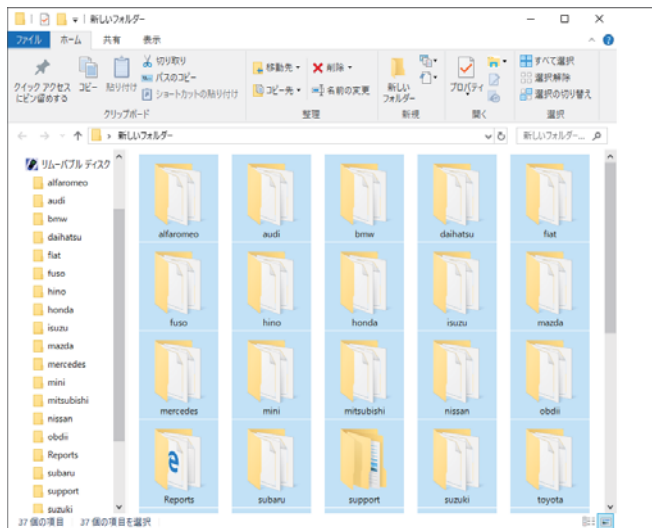 新しいフォルダー
ファイル ホーム 共有 表示
クイック アクセスにピン留めする
コピー
貼り付け
切り取り
パスのコピー
ショートカットの貼り付け
クリップボード
移動先
削除
コピー先
名前の変更
整理
新しいフォルダー
新規
プロパティ
開く
すべて選択
選択解除
選択の切り替え
選択
新しいフォルダー
新しいフォルダー...
リムーバブル ディスク
alfaromeo
audi
bmw
daihatsu
fiat
fuso
hino
honda
isuzu
mazda
mercedes
mini
mitsubishi
nissan
obdii
Reports
subaru
support
suzuki
alfaromeo audi bmw daihatsu fiat
fuso hino honda isuzu mazda
mercedes mini mitsubishi nissan obdii
Reports subaru support suzuki toyota
37 個の項目 37 個の項目を選択